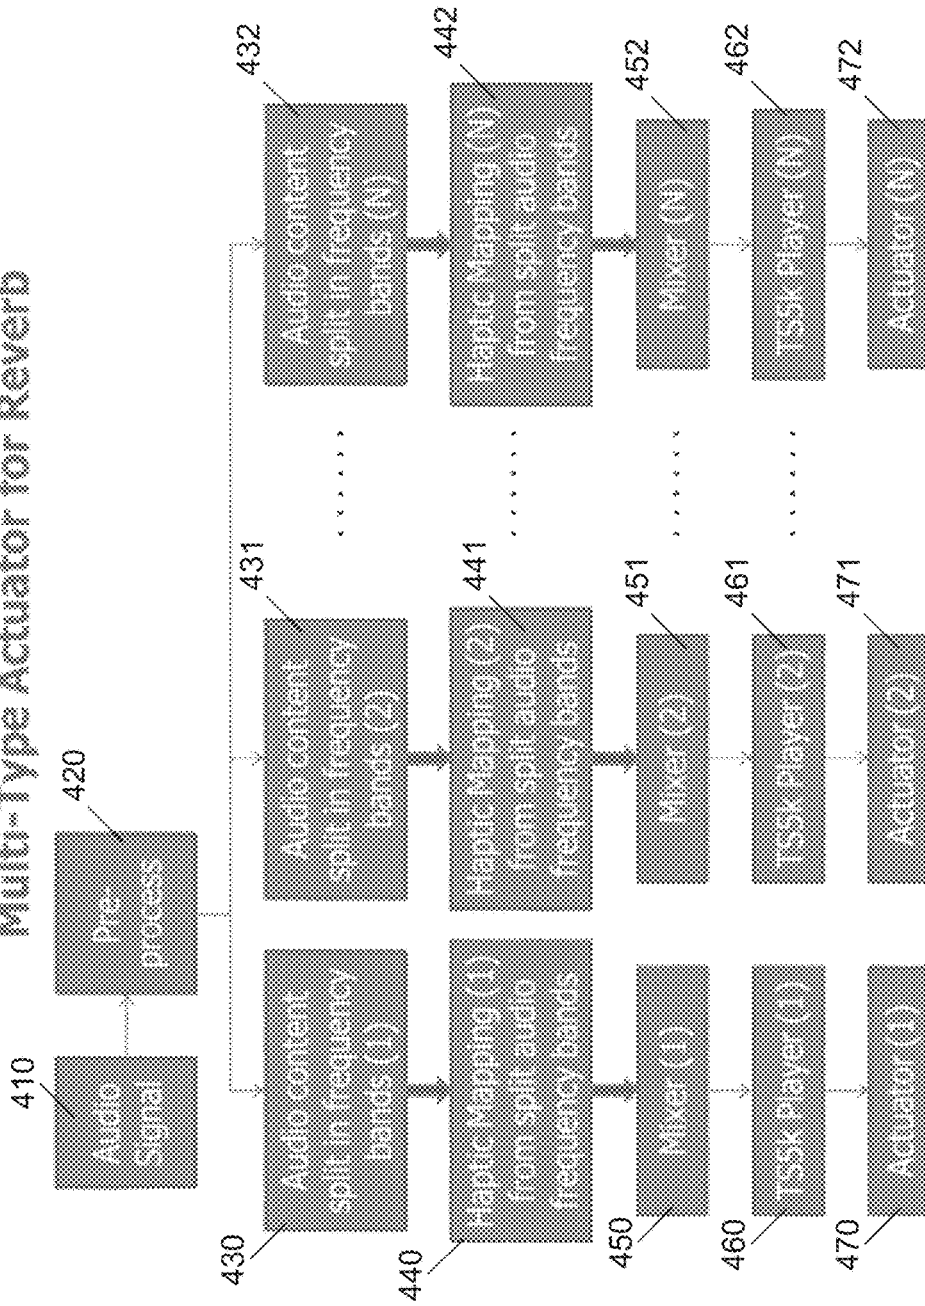 Multi-Type Actuator for Reverb
410
Audio
Signal
420
Pre-
process
430
Audio content
split in frequency
bands (1)
431
Audio content
split in frequency
bands (2)
432
Audio content
split in frequency
bands (N)
440
Haptic Mapping (1)
from split audio
frequency bands
441
Haptic Mapping (2)
from split audio
frequency bands
442
Haptic Mapping (N)
from split audio
frequency bands
450
Mixer (1)
451
Mixer (2)
452
Mixer (N)
460
TSSk Player (1)
461
TSSk Player (2)
462
TSSk Player (N)
470
Actuator (1)
471
Actuator (2)
472
Actuator (N)